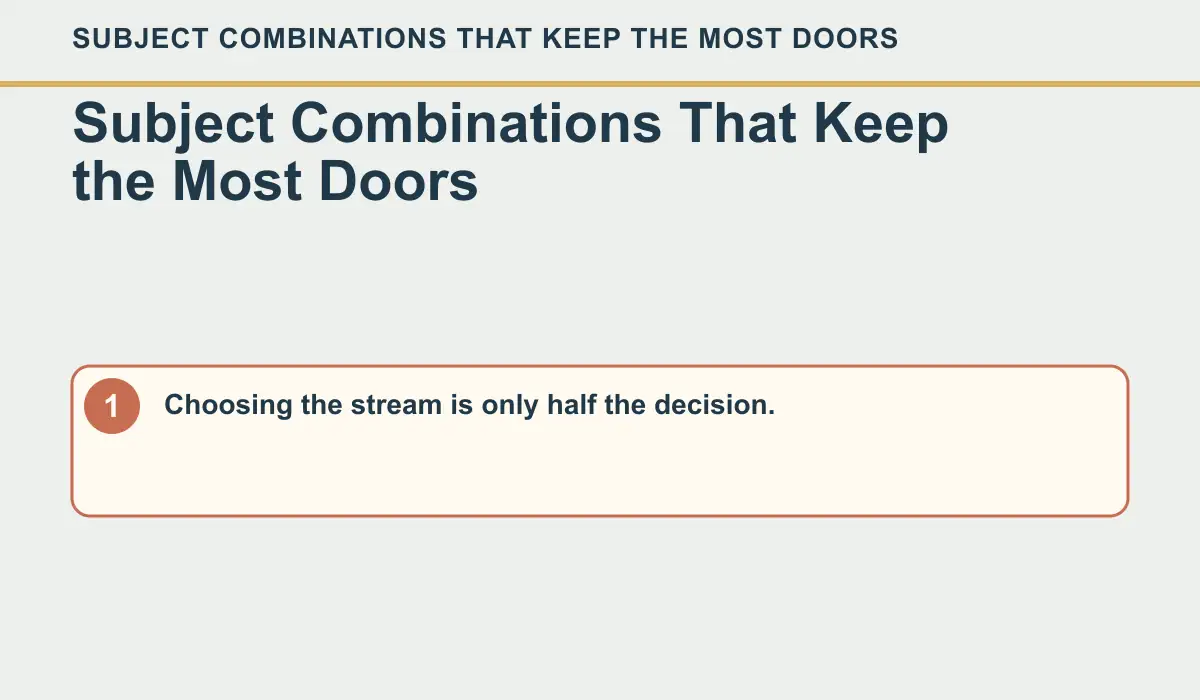 SUBJECT COMBINATIONS THAT KEEP THE MOST DOORS
Subject Combinations That Keep
the Most Doors
1
Choosing the stream is only half the decision.